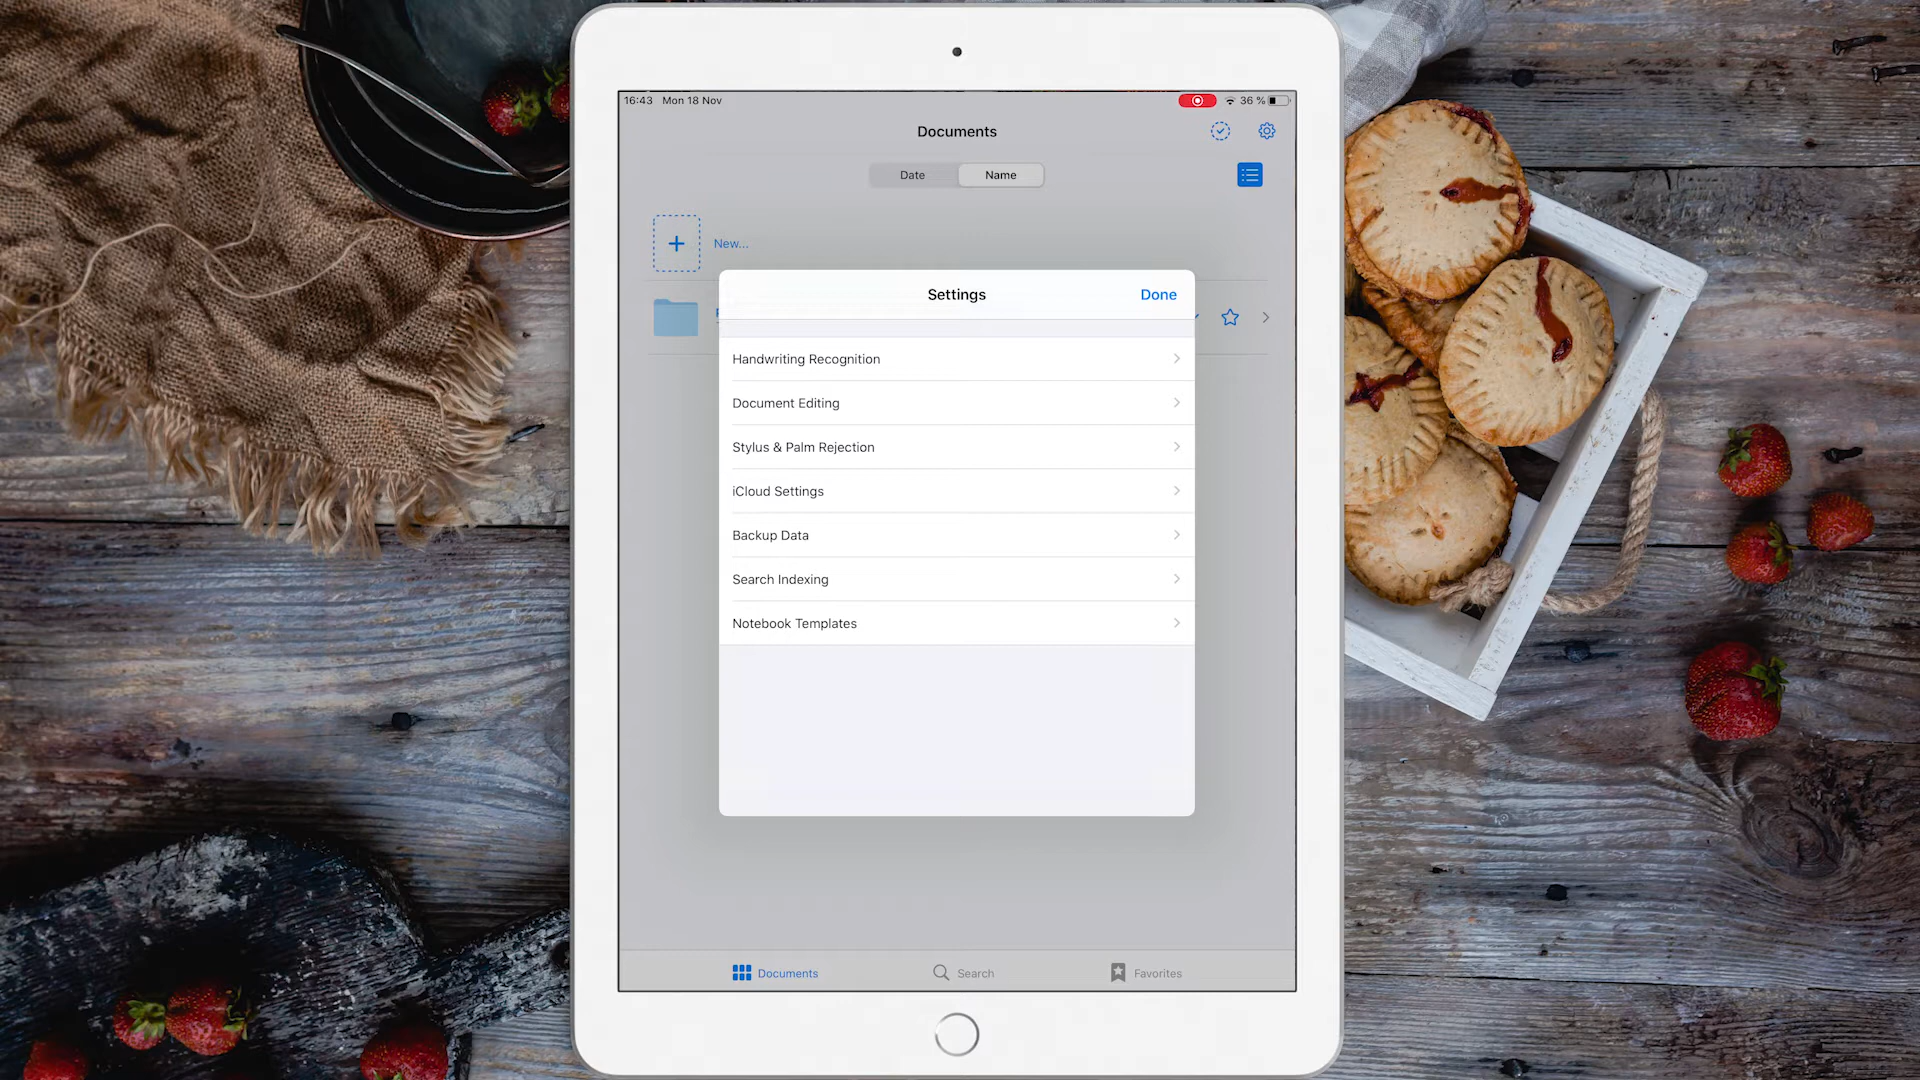 16:43 Mon 18 Nov 36 %
Documents
Date Name
New...
Settings Done
Handwriting Recognition
Document Editing
Stylus & Palm Rejection
iCloud Settings
Backup Data
Search Indexing
Notebook Templates
Documents Search Favorites